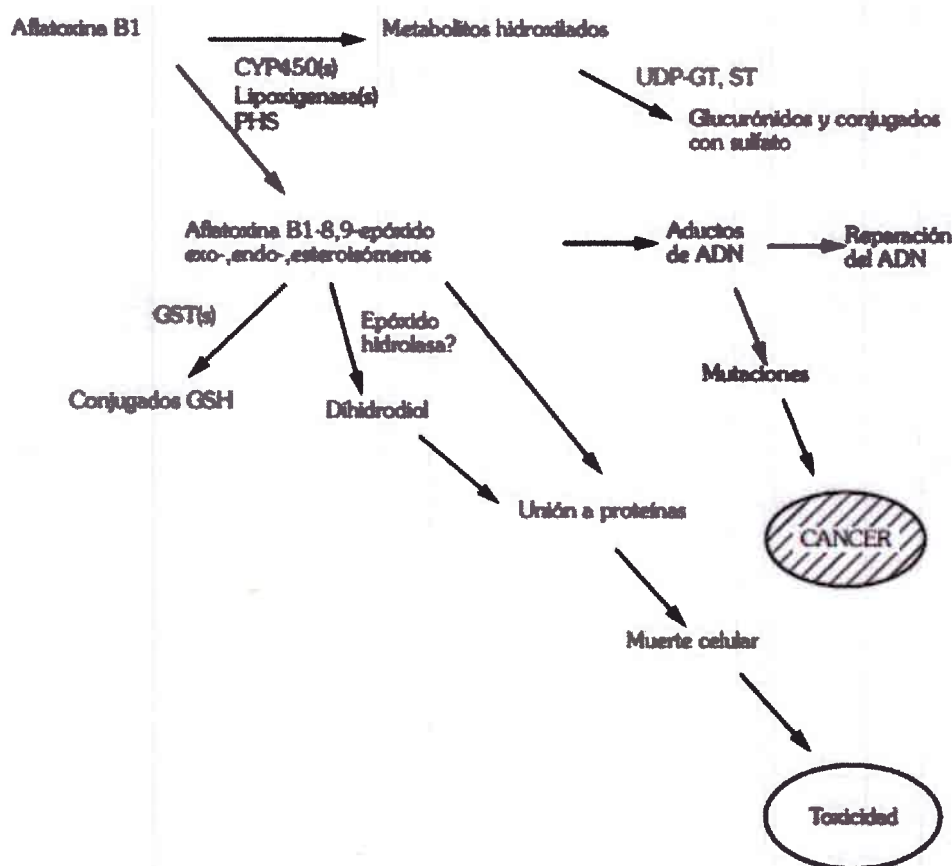 Aflatoxina B1
Metabolitos hidroxilados
CYP450(s)
Lipoxigenasa(s)
PHS
UDP-GT, ST
Glucurónidos y conjugados
con sulfato
Aflatoxina B1-8,9-epóxido
exo-,endo-,esteroisómeros
Aductos
de ADN
Reparación
del ADN
GST(s)
Epóxido
hidrolasa?
Mutaciones
Conjugados GSH
Dihidrodiol
Unión a proteínas
CANCER
Muerte celular
Toxicidad